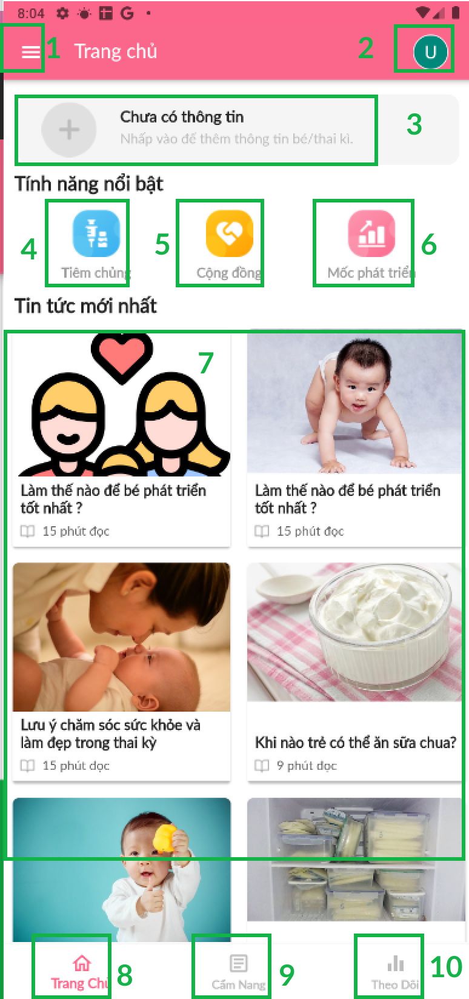 8:04
1 Trang chủ 2 U
Chưa có thông tin
Nhấp vào để thêm thông tin bé/thai kì.
3
Tính năng nổi bật
4 5 6
Tiêm chủng Cộng đồng Mốc phát triển
Tin tức mới nhất
7
Làm thế nào để bé phát triển
tốt nhất ?
15 phút đọc
Làm thế nào để bé phát triển
tốt nhất ?
15 phút đọc
Lưu ý chăm sóc sức khỏe và
làm đẹp trong thai kỳ
15 phút đọc
Khi nào trẻ có thể ăn sữa chua?
9 phút đọc
Trang Chủ 8
Cẩm Nang 9
Theo Dõi 10